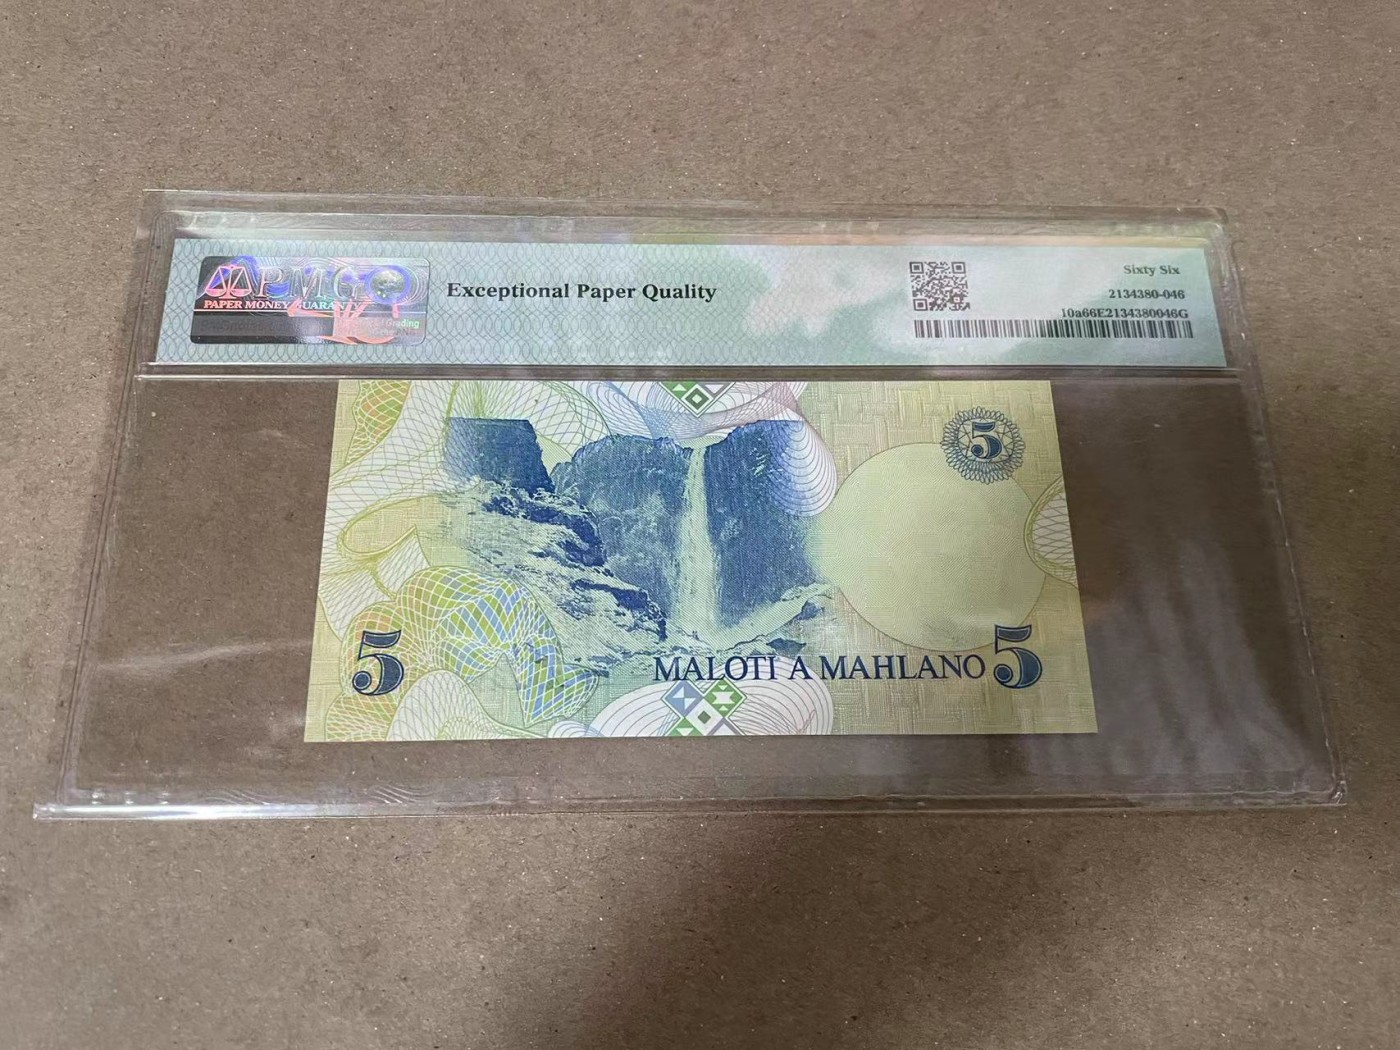 PMG
PAPER MONEY GUARANTY
Exceptional Paper Quality
Sixty Six
2134380-046
10a66E2134380046G
5
5
MALOTI A MAHLANO
5